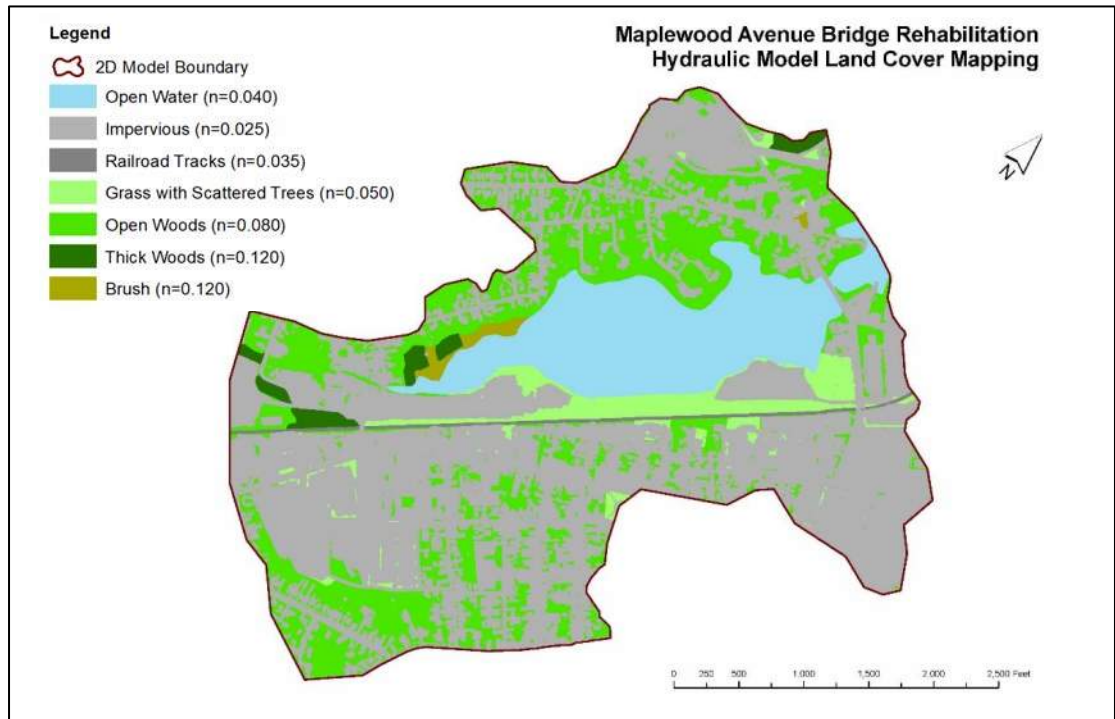 Legend
2D Model Boundary
Open Water (n=0.040)
Impervious (n=0.025)
Railroad Tracks (n=0.035)
Grass with Scattered Trees (n=0.050)
Open Woods (n=0.080)
Thick Woods (n=0.120)
Brush (n=0.120)
Maplewood Avenue Bridge Rehabilitation
Hydraulic Model Land Cover Mapping
N
0 250 500 1,000 1,500 2,000 2,500 Feet